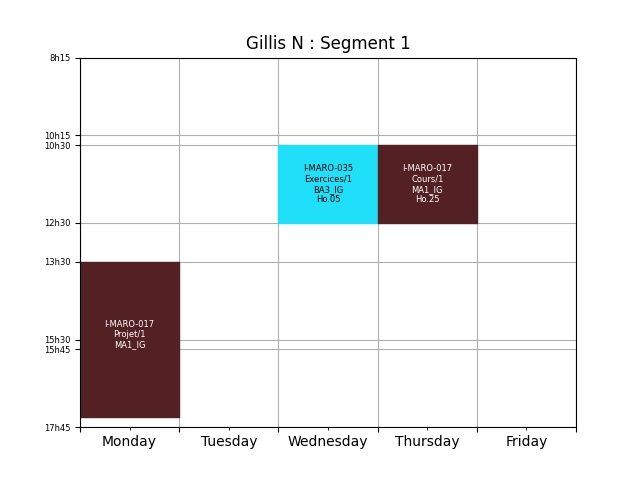 Gillis N : Segment 1
8h15
10h15
10h30
I-MARO-035
Exercices/1
BA3_IG
Ho.05
I-MARO-017
Cours/1
MA1_IG
Ho.25
12h30
13h30
I-MARO-017
Projet/1
MA1_IG
15h30
15h45
17h45
Monday Tuesday Wednesday Thursday Friday